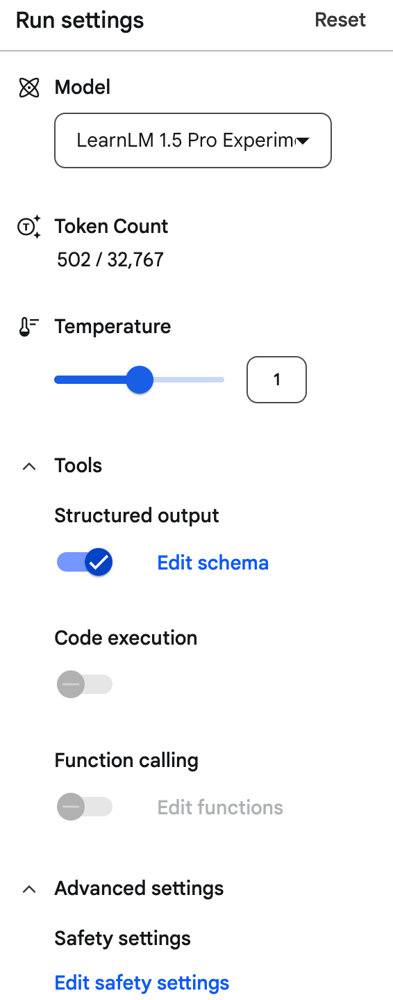 Run settings
Reset
Model
LearnLM 1.5 Pro Experim
Token Count
502 / 32,767
Temperature
1
Tools
Structured output
Edit schema
Code execution
Function calling
Edit functions
Advanced settings
Safety settings
Edit safety settings